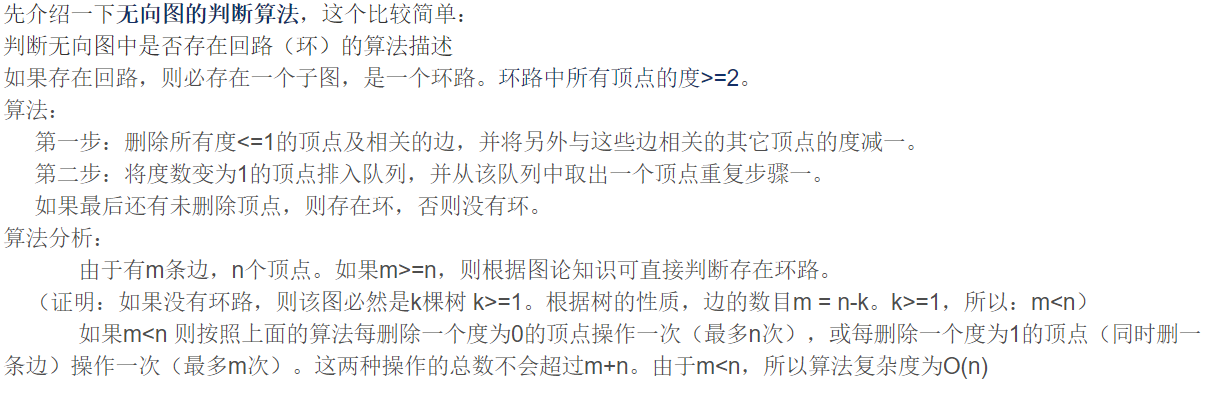 先介绍一下无向图的判断算法，这个比较简单：
判断无向图中是否存在回路（环）的算法描述
如果存在回路，则必存在一个子图，是一个环路。环路中所有顶点的度>=2。
算法：
第一步：删除所有度<=1的顶点及相关的边，并将另外与这些边相关的其它顶点的度减一。
第二步：将度数变为1的顶点排入队列，并从该队列中取出一个顶点重复步骤一。
如果最后还有未删除顶点，则存在环，否则没有环。
算法分析：
由于有m条边，n个顶点。如果m>=n，则根据图论知识可直接判断存在环路。
（证明：如果没有环路，则该图必然是k棵树 k>=1。根据树的性质，边的数目m = n-k。k>=1，所以：m<n）
如果m<n 则按照上面的算法每删除一个度为0的顶点操作一次（最多n次），或每删除一个度为1的顶点（同时删一
条边）操作一次（最多m次）。这两种操作的总数不会超过m+n。由于m<n，所以算法复杂度为O(n)